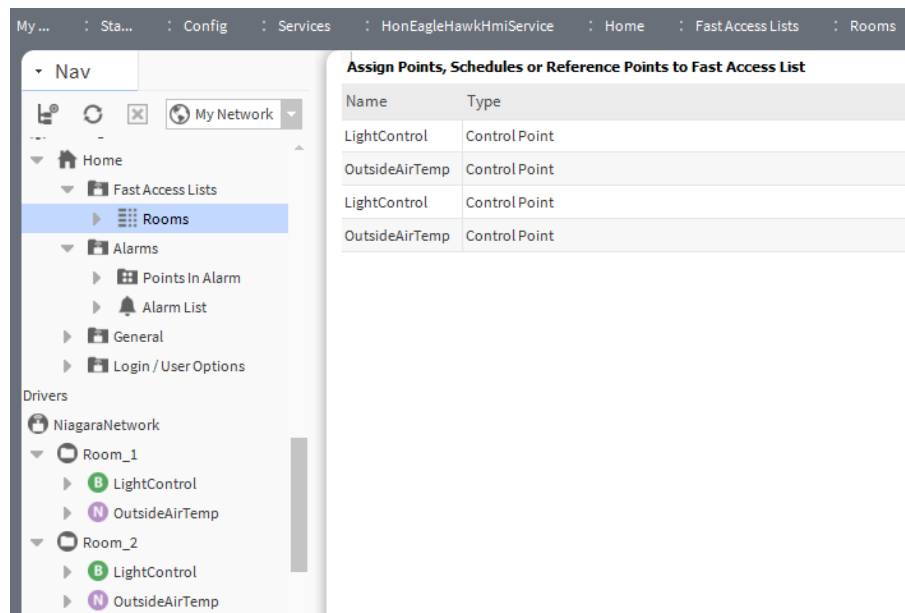 My ... : Sta... : Config : Services : HonEagleHawkHmiService : Home : Fast Access Lists : Rooms
Nav
My Network
Home
Fast Access Lists
Rooms
Alarms
Points In Alarm
Alarm List
General
Login / User Options
Drivers
NiagaraNetwork
Room_1
B LightControl
N OutsideAirTemp
Room_2
B LightControl
N OutsideAirTemp
Assign Points, Schedules or Reference Points to Fast Access List
Name Type
LightControl Control Point
OutsideAirTemp Control Point
LightControl Control Point
OutsideAirTemp Control Point